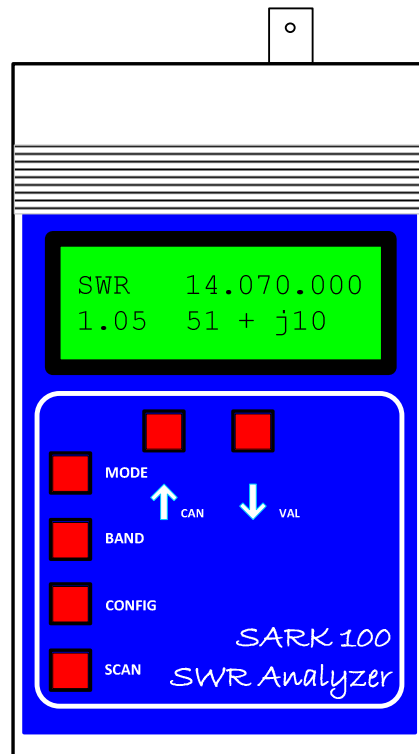 SWR 14.070.000
1.05 51 + j10
MODE
CAN VAL
BAND
CONFIG
SCAN
SARK 100
SWR Analyzer